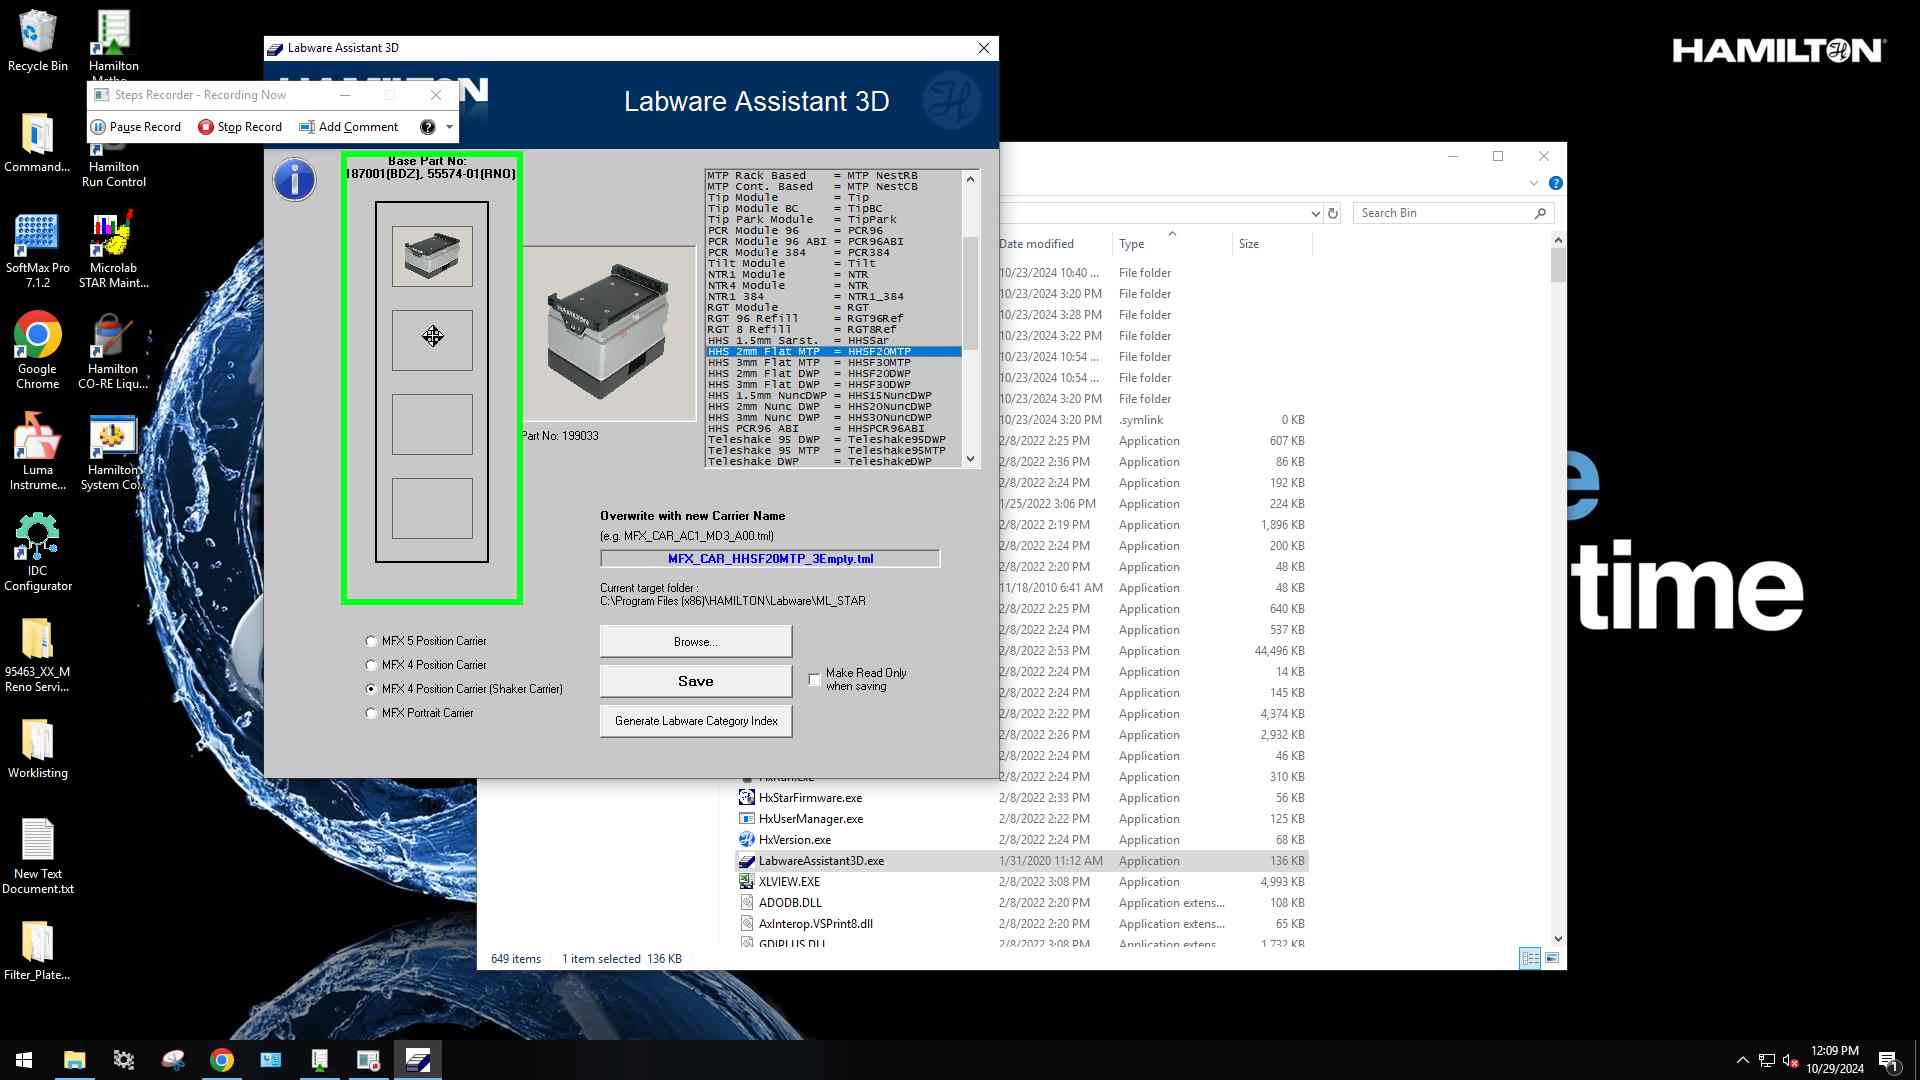 Recycle Bin
Hamilton
Command...
Hamilton
Run Control
SoftMax Pro
7.1.2
Microlab
STAR Maint...
Google
Chrome
Hamilton
CO-RE Liqu...
Luma
Instrume...
Hamilton
System Co...
IDC
Configurator
95463_XX_M
Reno Servi...
Worklisting
New Text
Document.txt
Filter_Plate...
HAMILTON
time
Labware Assistant 3D
Labware Assistant 3D
Steps Recorder - Recording Now
Pause Record
Stop Record
Add Comment
Base Part No:
187001(BDZ), 55574-01(RNO)
Part No: 199033
MTP Rack Based = MTP NestRB
MTP Cont. Based = MTP NestCB
Tip Module = Tip
Tip Module BC = TipBC
Tip Park Module = TipPark
PCR Module 96 = PCR96
PCR Module 96 ABI = PCR96ABI
PCR Module 384 = PCR384
Tilt Module = Tilt
NTR1 Module = NTR
NTR4 Module = NTR
NTR1 384 = NTR1_384
RGT Module = RGT
RGT 96 Refill = RGT96Ref
RGT 8 Refill = RGT8Ref
HHS 1.5mm Sarst. = HHSSar
HHS 2mm Flat MTP = HHSF20MTP
HHS 3mm Flat MTP = HHSF30MTP
HHS 2mm Flat DWP = HHSF20DWP
HHS 3mm Flat DWP = HHSF30DWP
HHS 1.5mm NuncDWP = HHS15NuncDWP
HHS 2mm Nunc DWP = HHS20NuncDWP
HHS 3mm Nunc DWP = HHS30NuncDWP
HHS PCR96 ABI = HHSPCR96ABI
Teleshake 95 DWP = Teleshake95DWP
Teleshake 95 MTP = Teleshake95MTP
Teleshake DWP = TeleshakeDWP
Overwrite with new Carrier Name
(e.g. MFX_CAR_AC1_MD3_A00.tml)
MFX_CAR_HHSF20MTP_3Empty.tml
Current target folder :
C:\Program Files (x86)\HAMILTON\Labware\ML_STAR
MFX 5 Position Carrier
MFX 4 Position Carrier
MFX 4 Position Carrier (Shaker Carrier)
MFX Portrait Carrier
Browse...
Save
Make Read Only
when saving
Generate Labware Category Index
Search Bin
Date modified Type Size
10/23/2024 10:40 ... File folder
10/23/2024 3:20 PM File folder
10/23/2024 3:28 PM File folder
10/23/2024 3:22 PM File folder
10/23/2024 10:54 ... File folder
10/23/2024 10:54 ... File folder
10/23/2024 3:20 PM File folder
10/23/2024 3:20 PM .symlink 0 KB
2/8/2022 2:25 PM Application 607 KB
2/8/2022 2:36 PM Application 86 KB
2/8/2022 2:24 PM Application 192 KB
1/25/2022 3:06 PM Application 224 KB
2/8/2022 2:19 PM Application 1,896 KB
2/8/2022 2:24 PM Application 200 KB
2/8/2022 2:26 PM Application 48 KB
11/18/2010 6:41 AM Application 48 KB
2/8/2022 2:25 PM Application 640 KB
2/8/2022 2:24 PM Application 537 KB
2/8/2022 2:53 PM Application 44,496 KB
2/8/2022 2:24 PM Application 14 KB
2/8/2022 2:24 PM Application 145 KB
2/8/2022 2:22 PM Application 4,374 KB
2/8/2022 2:26 PM Application 2,932 KB
2/8/2022 2:24 PM Application 46 KB
HxRun.exe 2/8/2022 2:24 PM Application 310 KB
HxStarFirmware.exe 2/8/2022 2:33 PM Application 56 KB
HxUserManager.exe 2/8/2022 2:22 PM Application 125 KB
HxVersion.exe 2/8/2022 2:24 PM Application 68 KB
LabwareAssistant3D.exe 1/31/2020 11:12 AM Application 136 KB
XLVIEW.EXE 2/8/2022 3:08 PM Application 4,993 KB
ADODB.DLL 2/8/2022 2:20 PM Application extens... 108 KB
AxInterop.VSPrint8.dll 2/8/2022 2:20 PM Application extens... 65 KB
GDIPLUS.DLL 2/8/2022 3:08 PM Application extens... 1,732 KB
649 items 1 item selected 136 KB
12:09 PM
10/29/2024
1